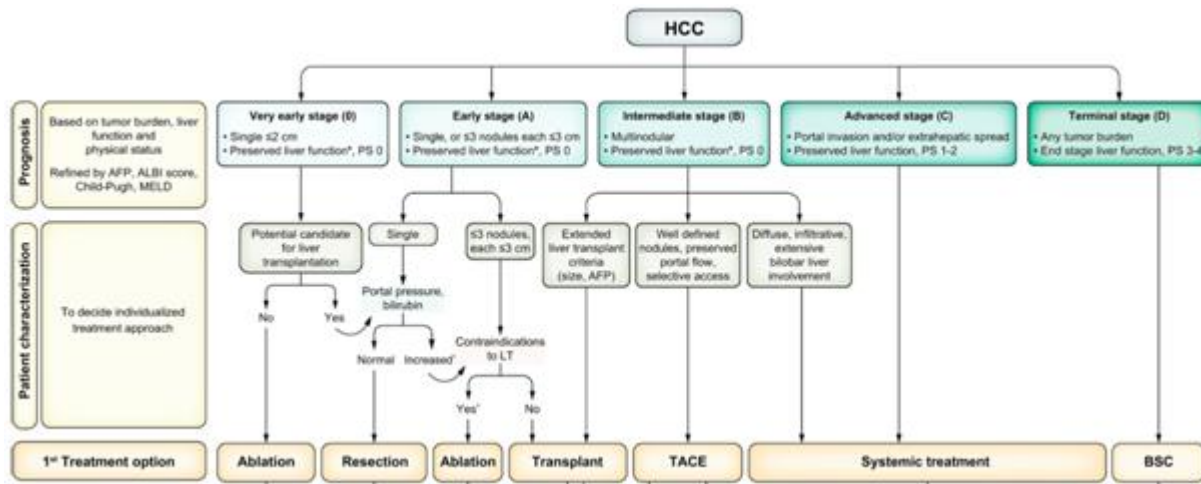 HCC
Prognosis
Based on tumor burden, liver
function and
physical status
Refined by AFP, ALBI score,
Child-Pugh, MELD
Very early stage (0)
• Single ≤2 cm
• Preserved liver function*, PS 0
Early stage (A)
• Single, or ≤3 nodules each ≤3 cm
• Preserved liver function*, PS 0
Intermediate stage (B)
• Multinodular
• Preserved liver function*, PS 0
Advanced stage (C)
• Portal invasion and/or extrahepatic spread
• Preserved liver function, PS 1-2
Terminal stage (D)
• Any tumor burden
• End stage liver function, PS 3-4
Patient characterization
To decide individualized
treatment approach
Potential candidate
for liver
transplantation
Single
≤3 nodules,
each ≤3 cm
Extended
liver transplant
criteria
(size, AFP)
Well defined
nodules, preserved
portal flow,
selective access
Diffuse, infiltrative,
extensive
bilobar liver
involvement
Portal pressure,
bilirubin
No
Yes
Contraindications
to LT
Normal
Increased
Yes
No
1st Treatment option
Ablation
Resection
Ablation
Transplant
TACE
Systemic treatment
BSC